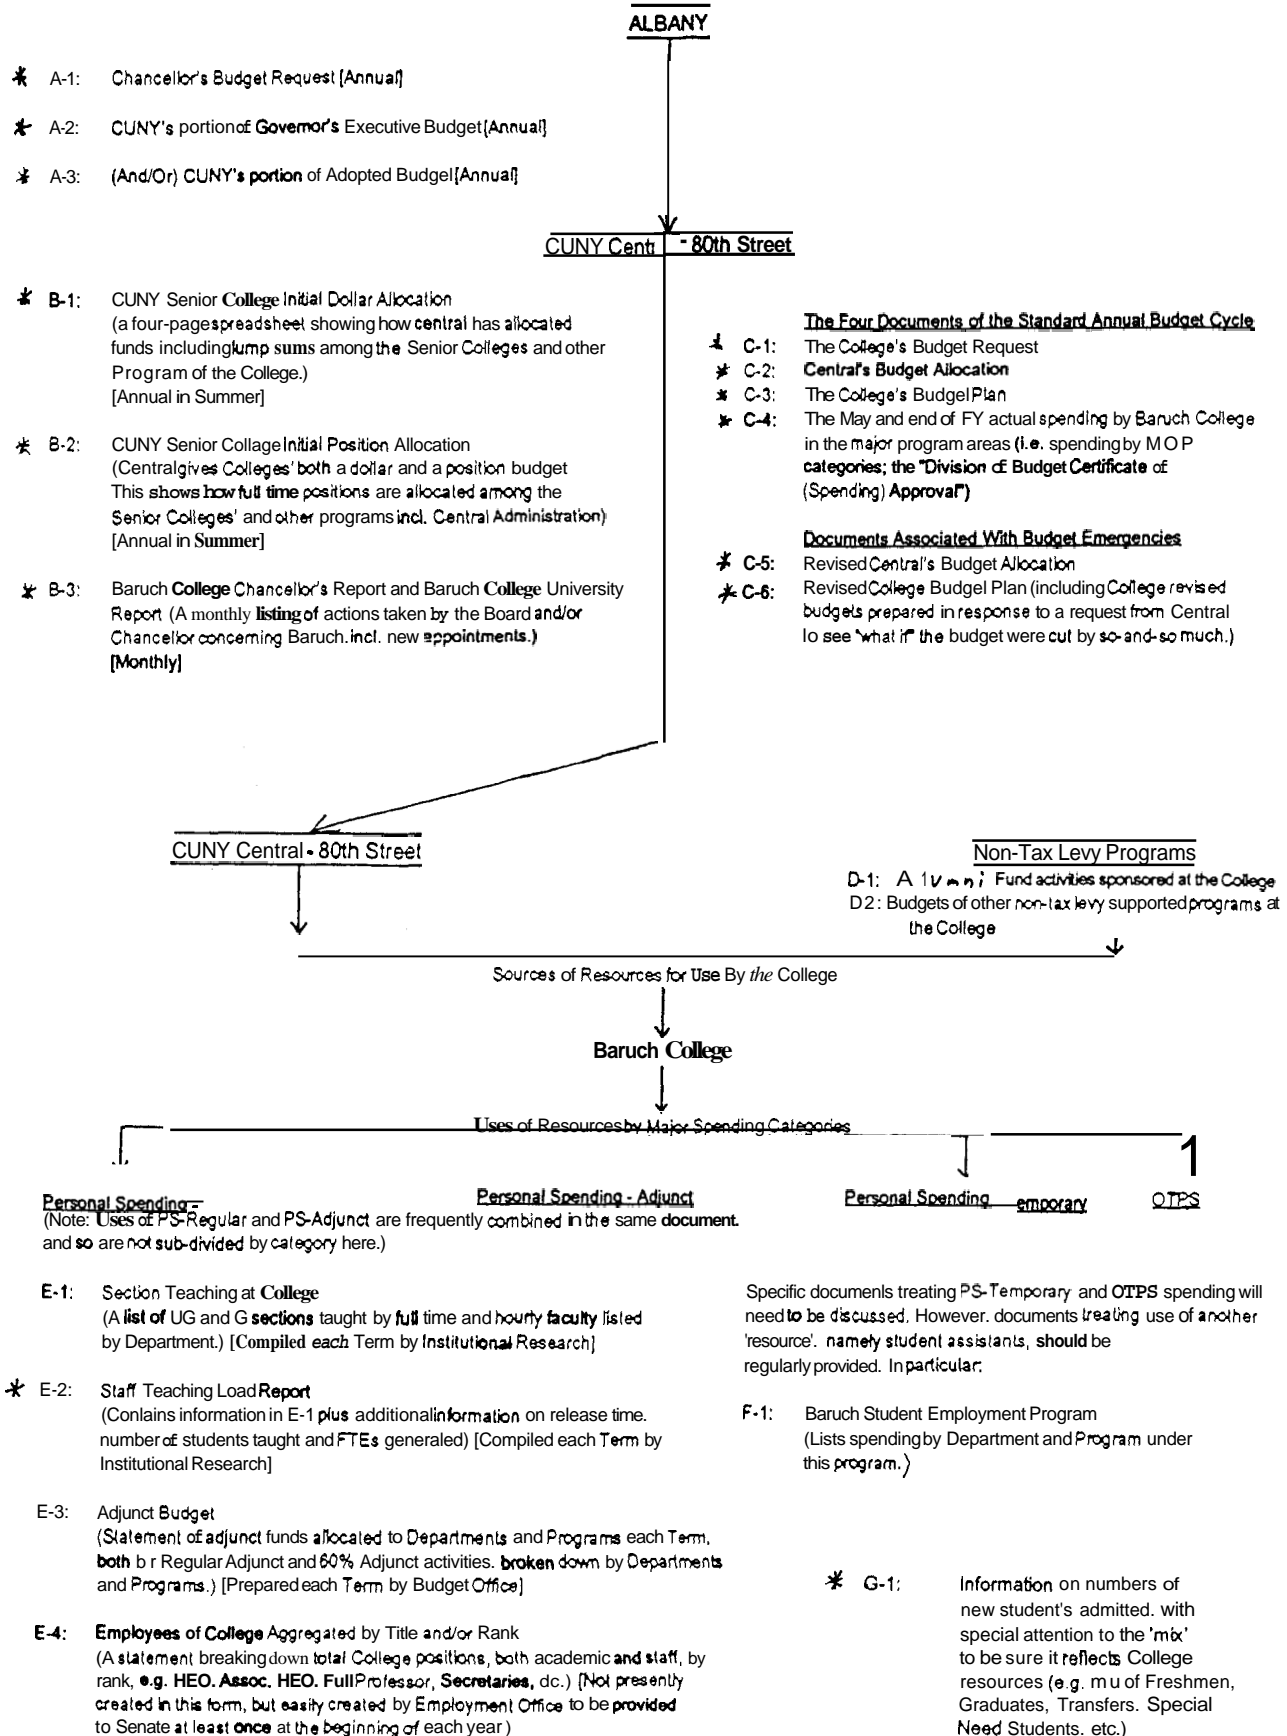 ALBANY
* A-1: Chancellor's Budget Request [Annual]
* A-2: CUNY's portion of Governor's Executive Budget [Annual]
* A-3: (And/Or) CUNY's portion of Adopted Budgel [Annual]
CUNY Centr - 80th Street
* B-1: CUNY Senior College Initial Dollar Allocation
(a four-page spreadsheet showing how central has allocated
funds including lump sums among the Senior Colleges and other
Program of the College.)
[Annual in Summer]
* B-2: CUNY Senior Collage Initial Position Allocation
(Central gives Colleges' both a dollar and a position budget
This shows how full time positions are allocated among the
Senior Colleges' and other programs incl. Central Administration)
[Annual in Summer]
* B-3: Baruch College Chancellor's Report and Baruch College University
Report (A monthly listing of actions taken by the Board and/or
Chancellor concerning Baruch. incl. new appointments.)
[Monthly]
The Four Documents of the Standard Annual Budget Cycle
* C-1: The College's Budget Request
* C-2: Central's Budget Allocation
* C-3: The College's Budgel Plan
* C-4: The May and end of FY actual spending by Baruch College
in the major program areas (i.e. spending by M O P
categories; the "Division of Budget Certificate of
(Spending) Approval")
Documents Associated With Budget Emergencies
* C-5: Revised Central's Budget Allocation
* C-6: Revised College Budgel Plan (including College revised
budgets prepared in response to a request from Central
lo see "what if" the budget were cut by so-and-so much.)
CUNY Central - 80th Street
Non-Tax Levy Programs
D-1: Alumni Fund activities sponsored at the College
D2: Budgets of other non-tax levy supported programs at
the College
Sources of Resources for Use By the College
Baruch College
Uses of Resources by Major Spending Categories
1
Personal Spending - Personal Spending - Adjunct Personal Spending emporary OTPS
(Note: Uses of PS-Regular and PS-Adjunct are frequently combined in the same document.
and so are not sub-divided by category here.)
E-1: Section Teaching at College
(A list of UG and G sections taught by full time and hourly faculty listed
by Department.) [Compiled each Term by Institutional Research]
* E-2: Staff Teaching Load Report
(Conlains information in E-1 plus additional information on release time.
number of students taught and FTEs generaled) [Compiled each Term by
Institutional Research]
E-3: Adjunct Budget
(Slatement of adjunct funds allocated to Departments and Programs each Term,
both b r Regular Adjunct and 60% Adjunct activities. broken down by Departments
and Programs.) [Prepared each Term by Budget Office]
E-4: Employees of College Aggregated by Title and/or Rank
(A statement breaking down total College positions, both academic and staff, by
rank, e.g. HEO. Assoc. HEO. Full Professor, Secretaries, dc.) [Not presently
created in this form, but easity created by Employment Office to be provided
to Senate at least once at the beginning of each year )
Specific documenls treating PS-Temporary and OTPS spending will
need to be discussed, However. documents treating use of another
'resource'. namely student assistants, should be
regularly provided. In particular:
F-1: Baruch Student Employment Program
(Lists spending by Department and Program under
this program.)
* G-1: Information on numbers of
new student's admitted. with
special attention to the 'mix'
to be sure it reflects College
resources (e.g. m u of Freshmen,
Graduates, Transfers. Special
Need Students. etc.)